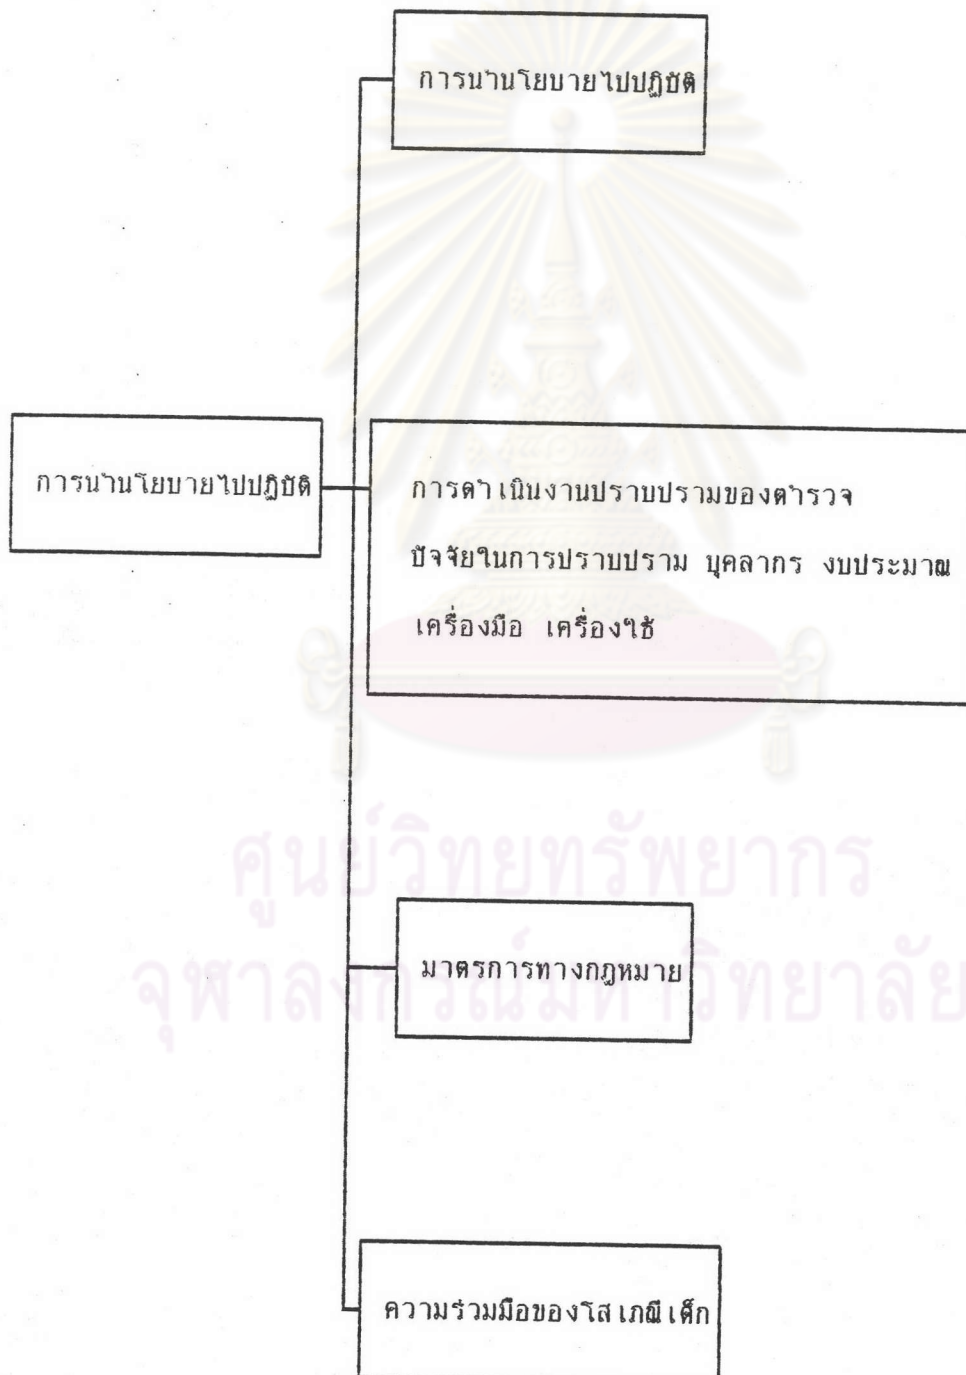 การนำนโยบายไปปฏิบัติ
การนำนโยบายไปปฏิบัติ
การดำเนินงานปราบปรามของตำรวจ
ปัจจัยในการปราบปราม บุคลากร งบประมาณ
เครื่องมือ เครื่องใช้
ศูนย์วิทยทรัพยากร
จุฬาลงกรณ์มหาวิทยาลัย
มาตรการทางกฎหมาย
ความร่วมมือของโสเภณีเด็ก